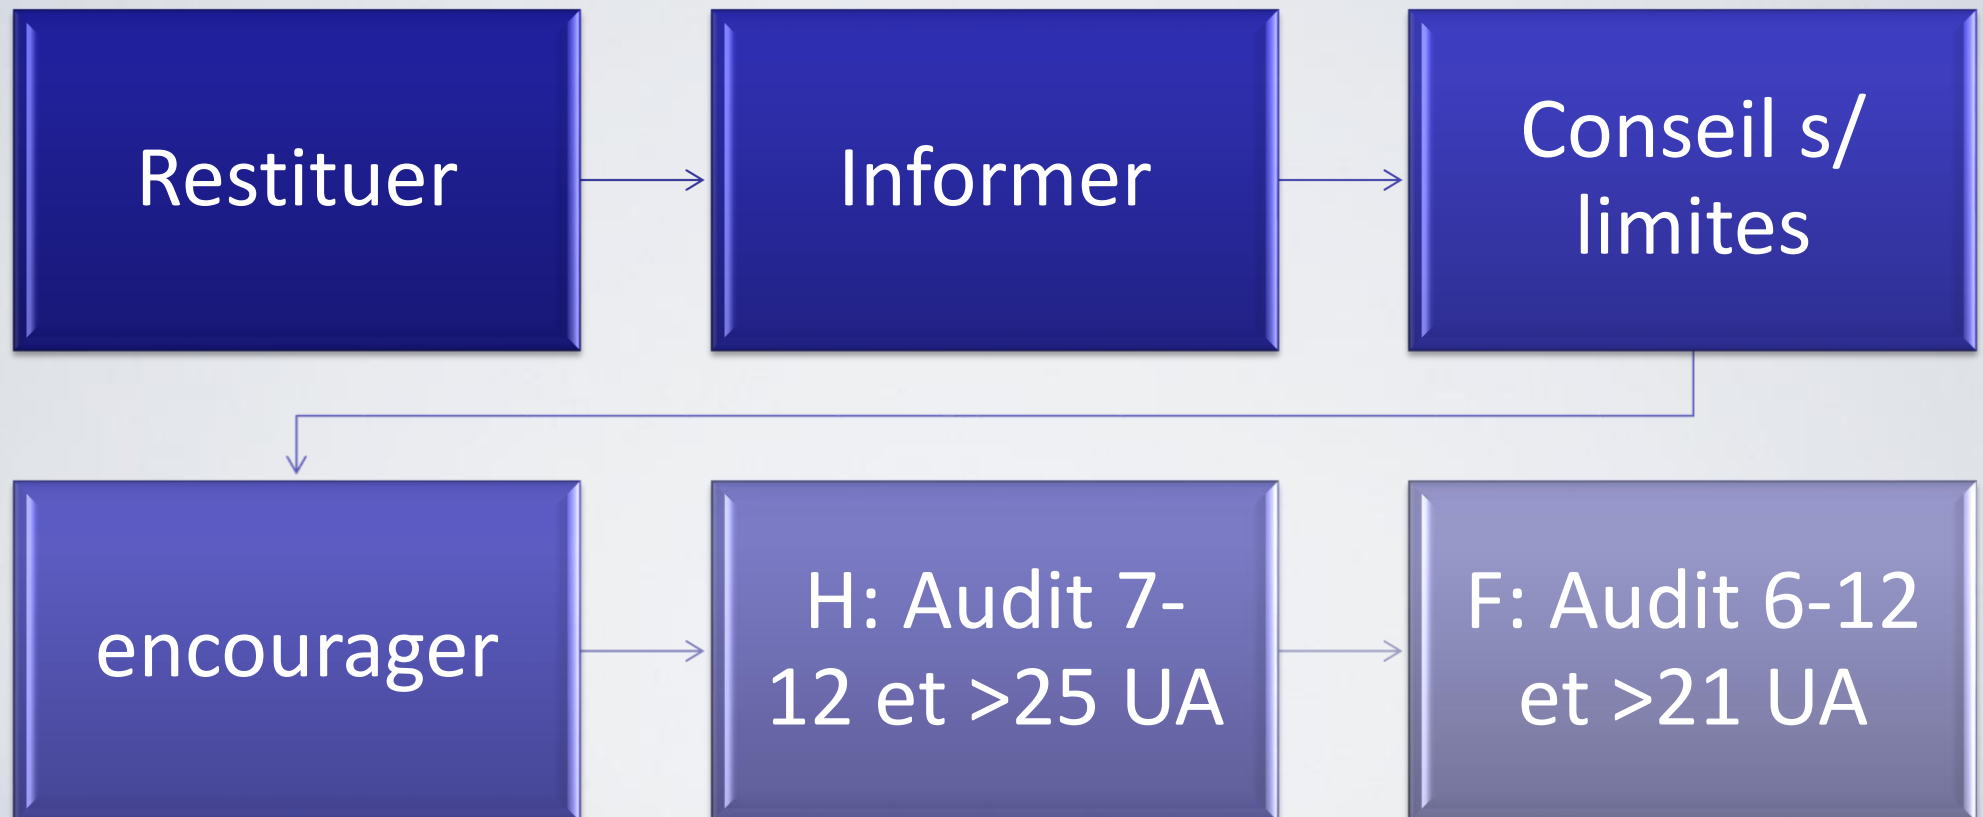 Restituer
Informer
Conseil s/
limites
encourager
H: Audit 7-
12 et >25 UA
F: Audit 6-12
et >21 UA